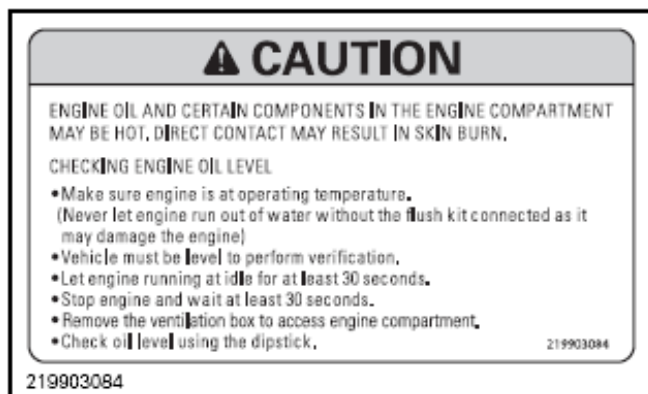 ⚠ CAUTION
ENGINE OIL AND CERTAIN COMPONENTS IN THE ENGINE COMPARTMENT
MAY BE HOT. DIRECT CONTACT MAY RESULT IN SKIN BURN.
CHECKING ENGINE OIL LEVEL
•Make sure engine is at operating temperature.
(Never let engine run out of water without the flush kit connected as it
may damage the engine)
•Vehicle must be level to perform verification.
•Let engine running at idle for at least 30 seconds.
•Stop engine and wait at least 30 seconds.
•Remove the ventilation box to access engine compartment.
•Check oil level using the dipstick.
219903084
219903084